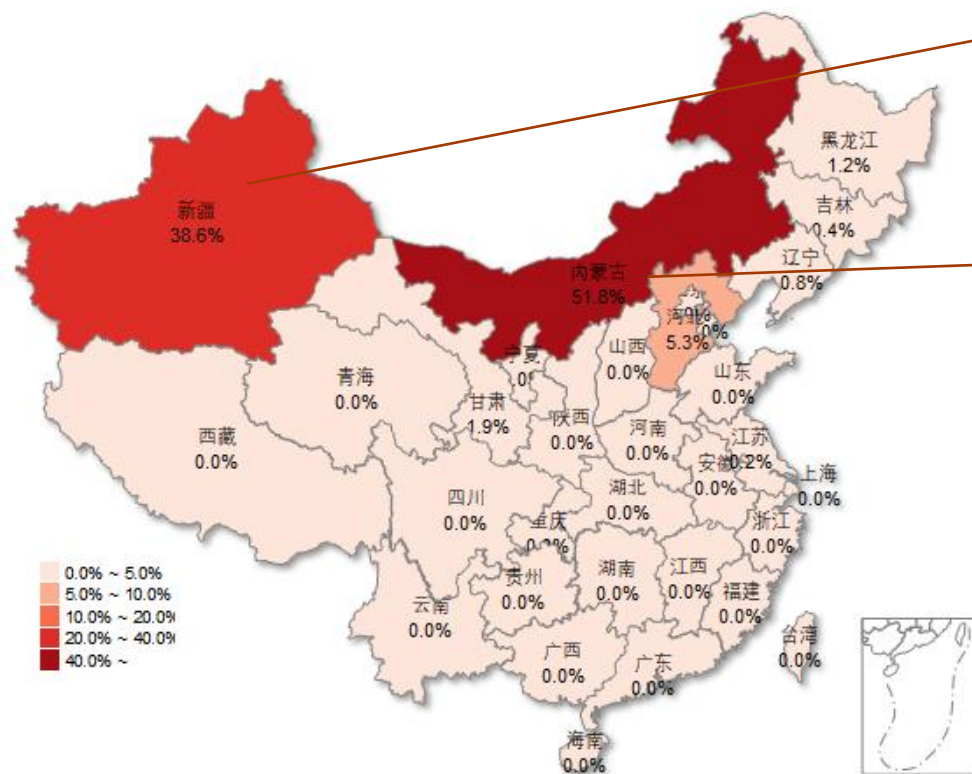 黑龙江
1.2%
吉林
0.4%
辽宁
0.8%
新疆
38.6%
内蒙古
51.8%
河北
5.3%
山西
0.0%
宁夏
山东
0.0%
青海
0.0%
甘肃
1.9%
陕西
0.0%
河南
0.0%
江苏
0.2%
安徽
0.0%
上海
0.0%
西藏
0.0%
四川
0.0%
重庆
湖北
0.0%
浙江
0.0%
贵州
0.0%
湖南
0.0%
江西
0.0%
福建
0.0%
云南
0.0%
广西
0.0%
广东
0.0%
台湾
0.0%
海南
0.0%
0.0% ~ 5.0%
5.0% ~ 10.0%
10.0% ~ 20.0%
20.0% ~ 40.0%
40.0% ~